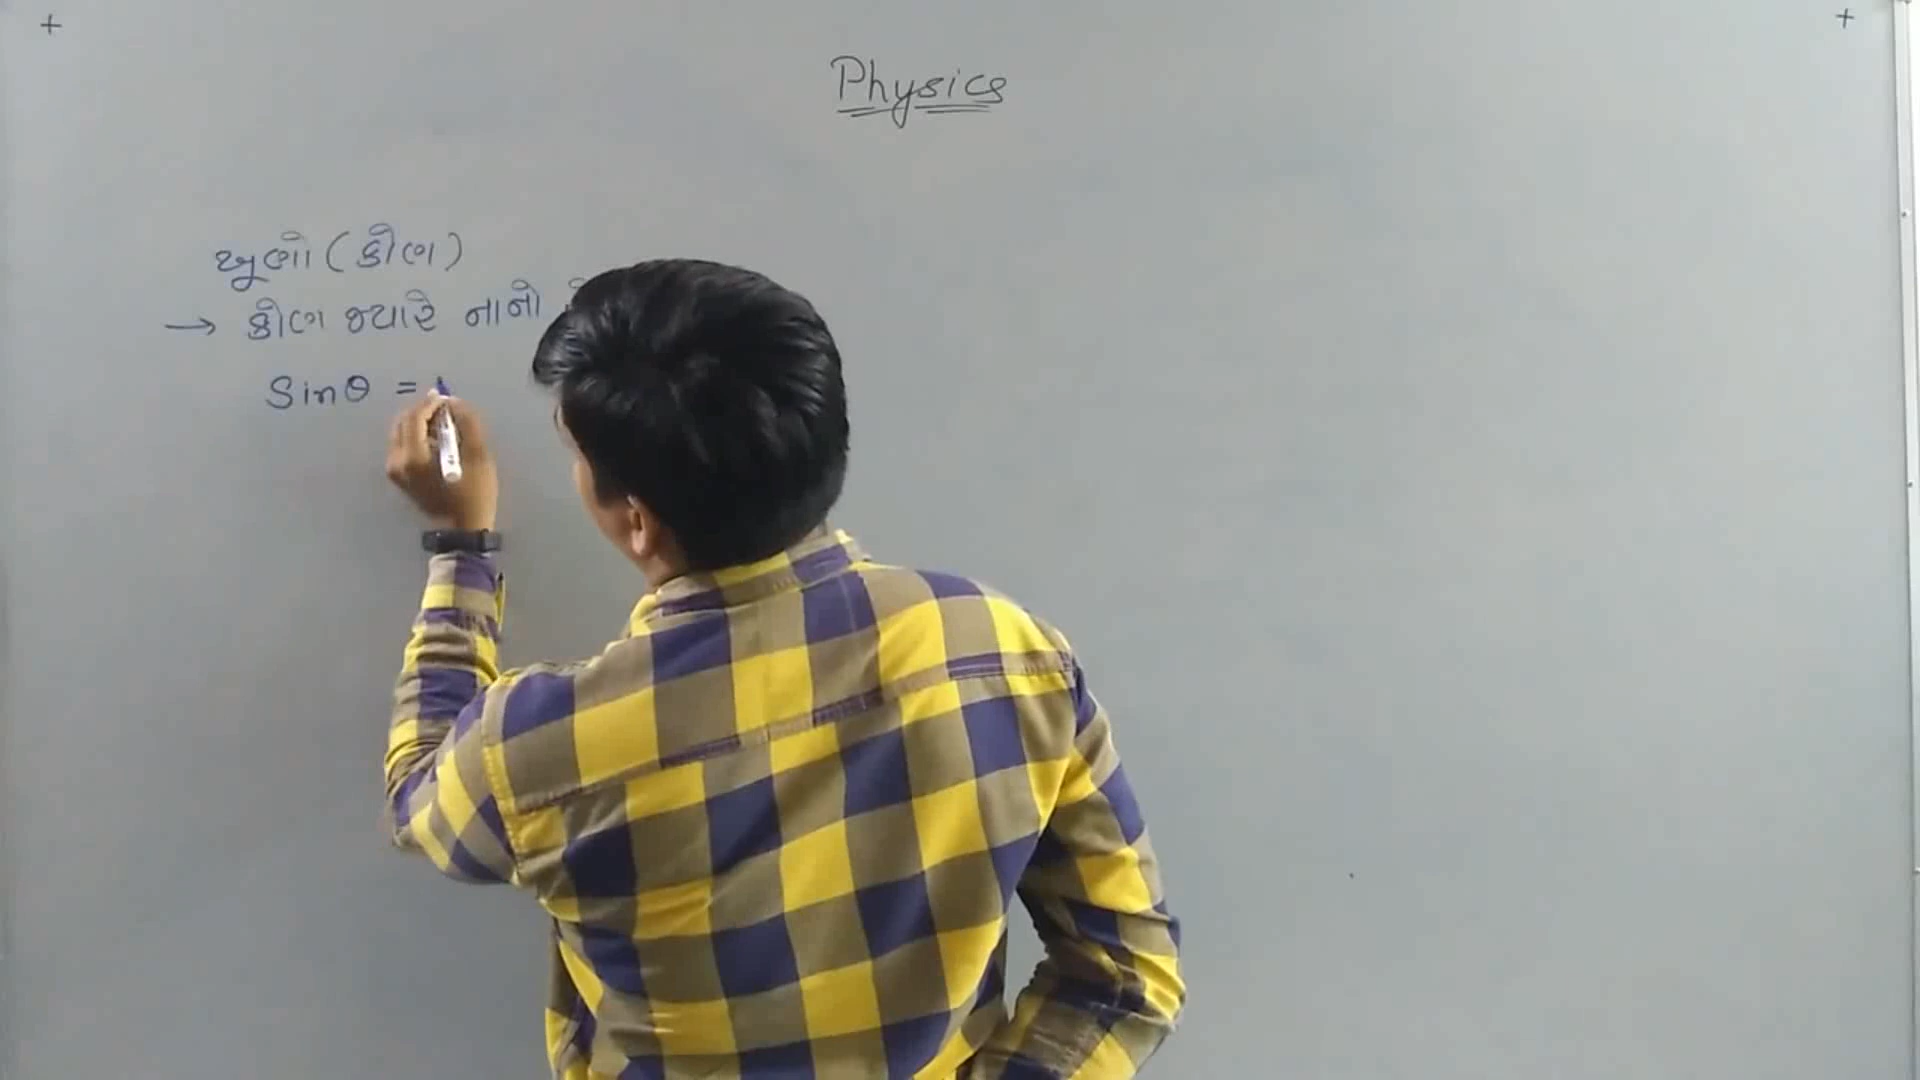 +
+
Physics
ખૂણો (કોણ)
→ કોણ જ્યારે નાનો
Sinθ =